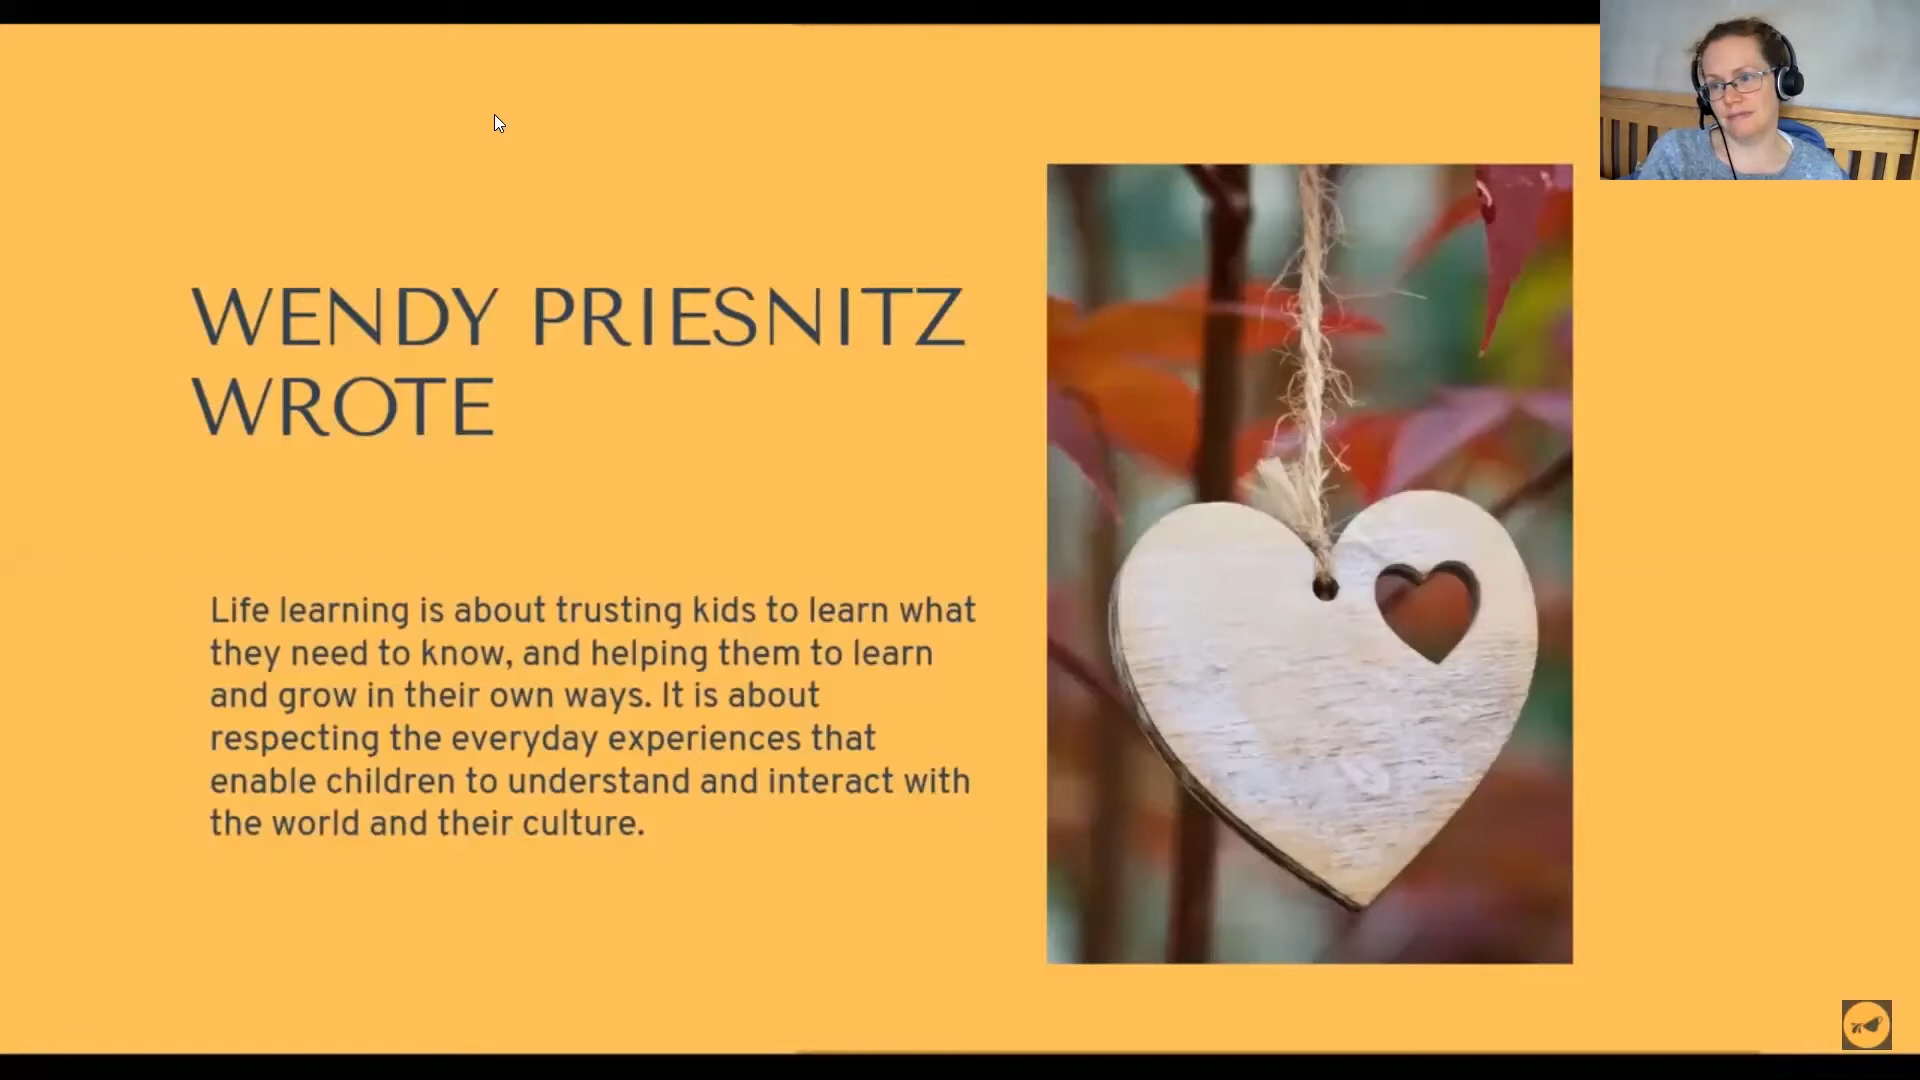 WENDY PRIESNITZ
WROTE
Life learning is about trusting kids to learn what
they need to know, and helping them to learn
and grow in their own ways. It is about
respecting the everyday experiences that
enable children to understand and interact with
the world and their culture.